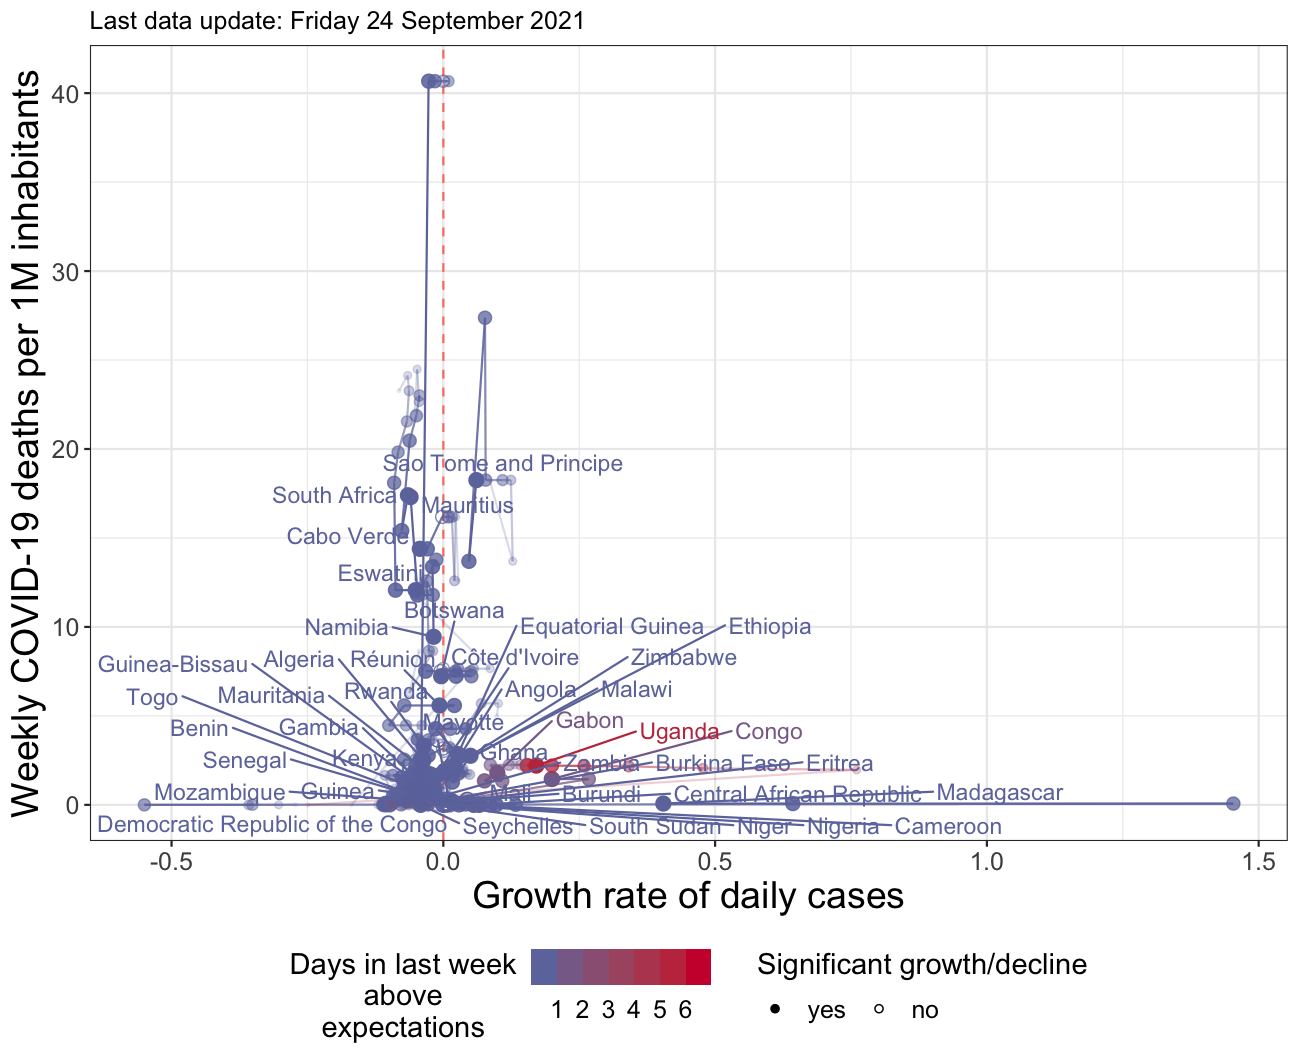 Last data update: Friday 24 September 2021
Weekly COVID-19 deaths per 1M inhabitants
40
30
20
10
0
Sao Tome and Principe
South Africa
Mauritius
Cabo Verde
Eswatini
Botswana
Namibia
Equatorial Guinea
Ethiopia
Guinea-Bissau
Algeria
Réunion
Côte d'Ivoire
Zimbabwe
Togo
Mauritania
Rwanda
Angola
Malawi
Benin
Gambia
Mayotte
Gabon
Uganda
Congo
Senegal
Kenya
Ghana
Zambia
Burkina Faso
Eritrea
Mozambique
Guinea
Mali
Burundi
Central African Republic
Madagascar
Democratic Republic of the Congo
Seychelles
South Sudan
Niger
Nigeria
Cameroon
-0.5
0.0
0.5
1.0
1.5
Growth rate of daily cases
Days in last week
above
expectations
1 2 3 4 5 6
Significant growth/decline
yes
no